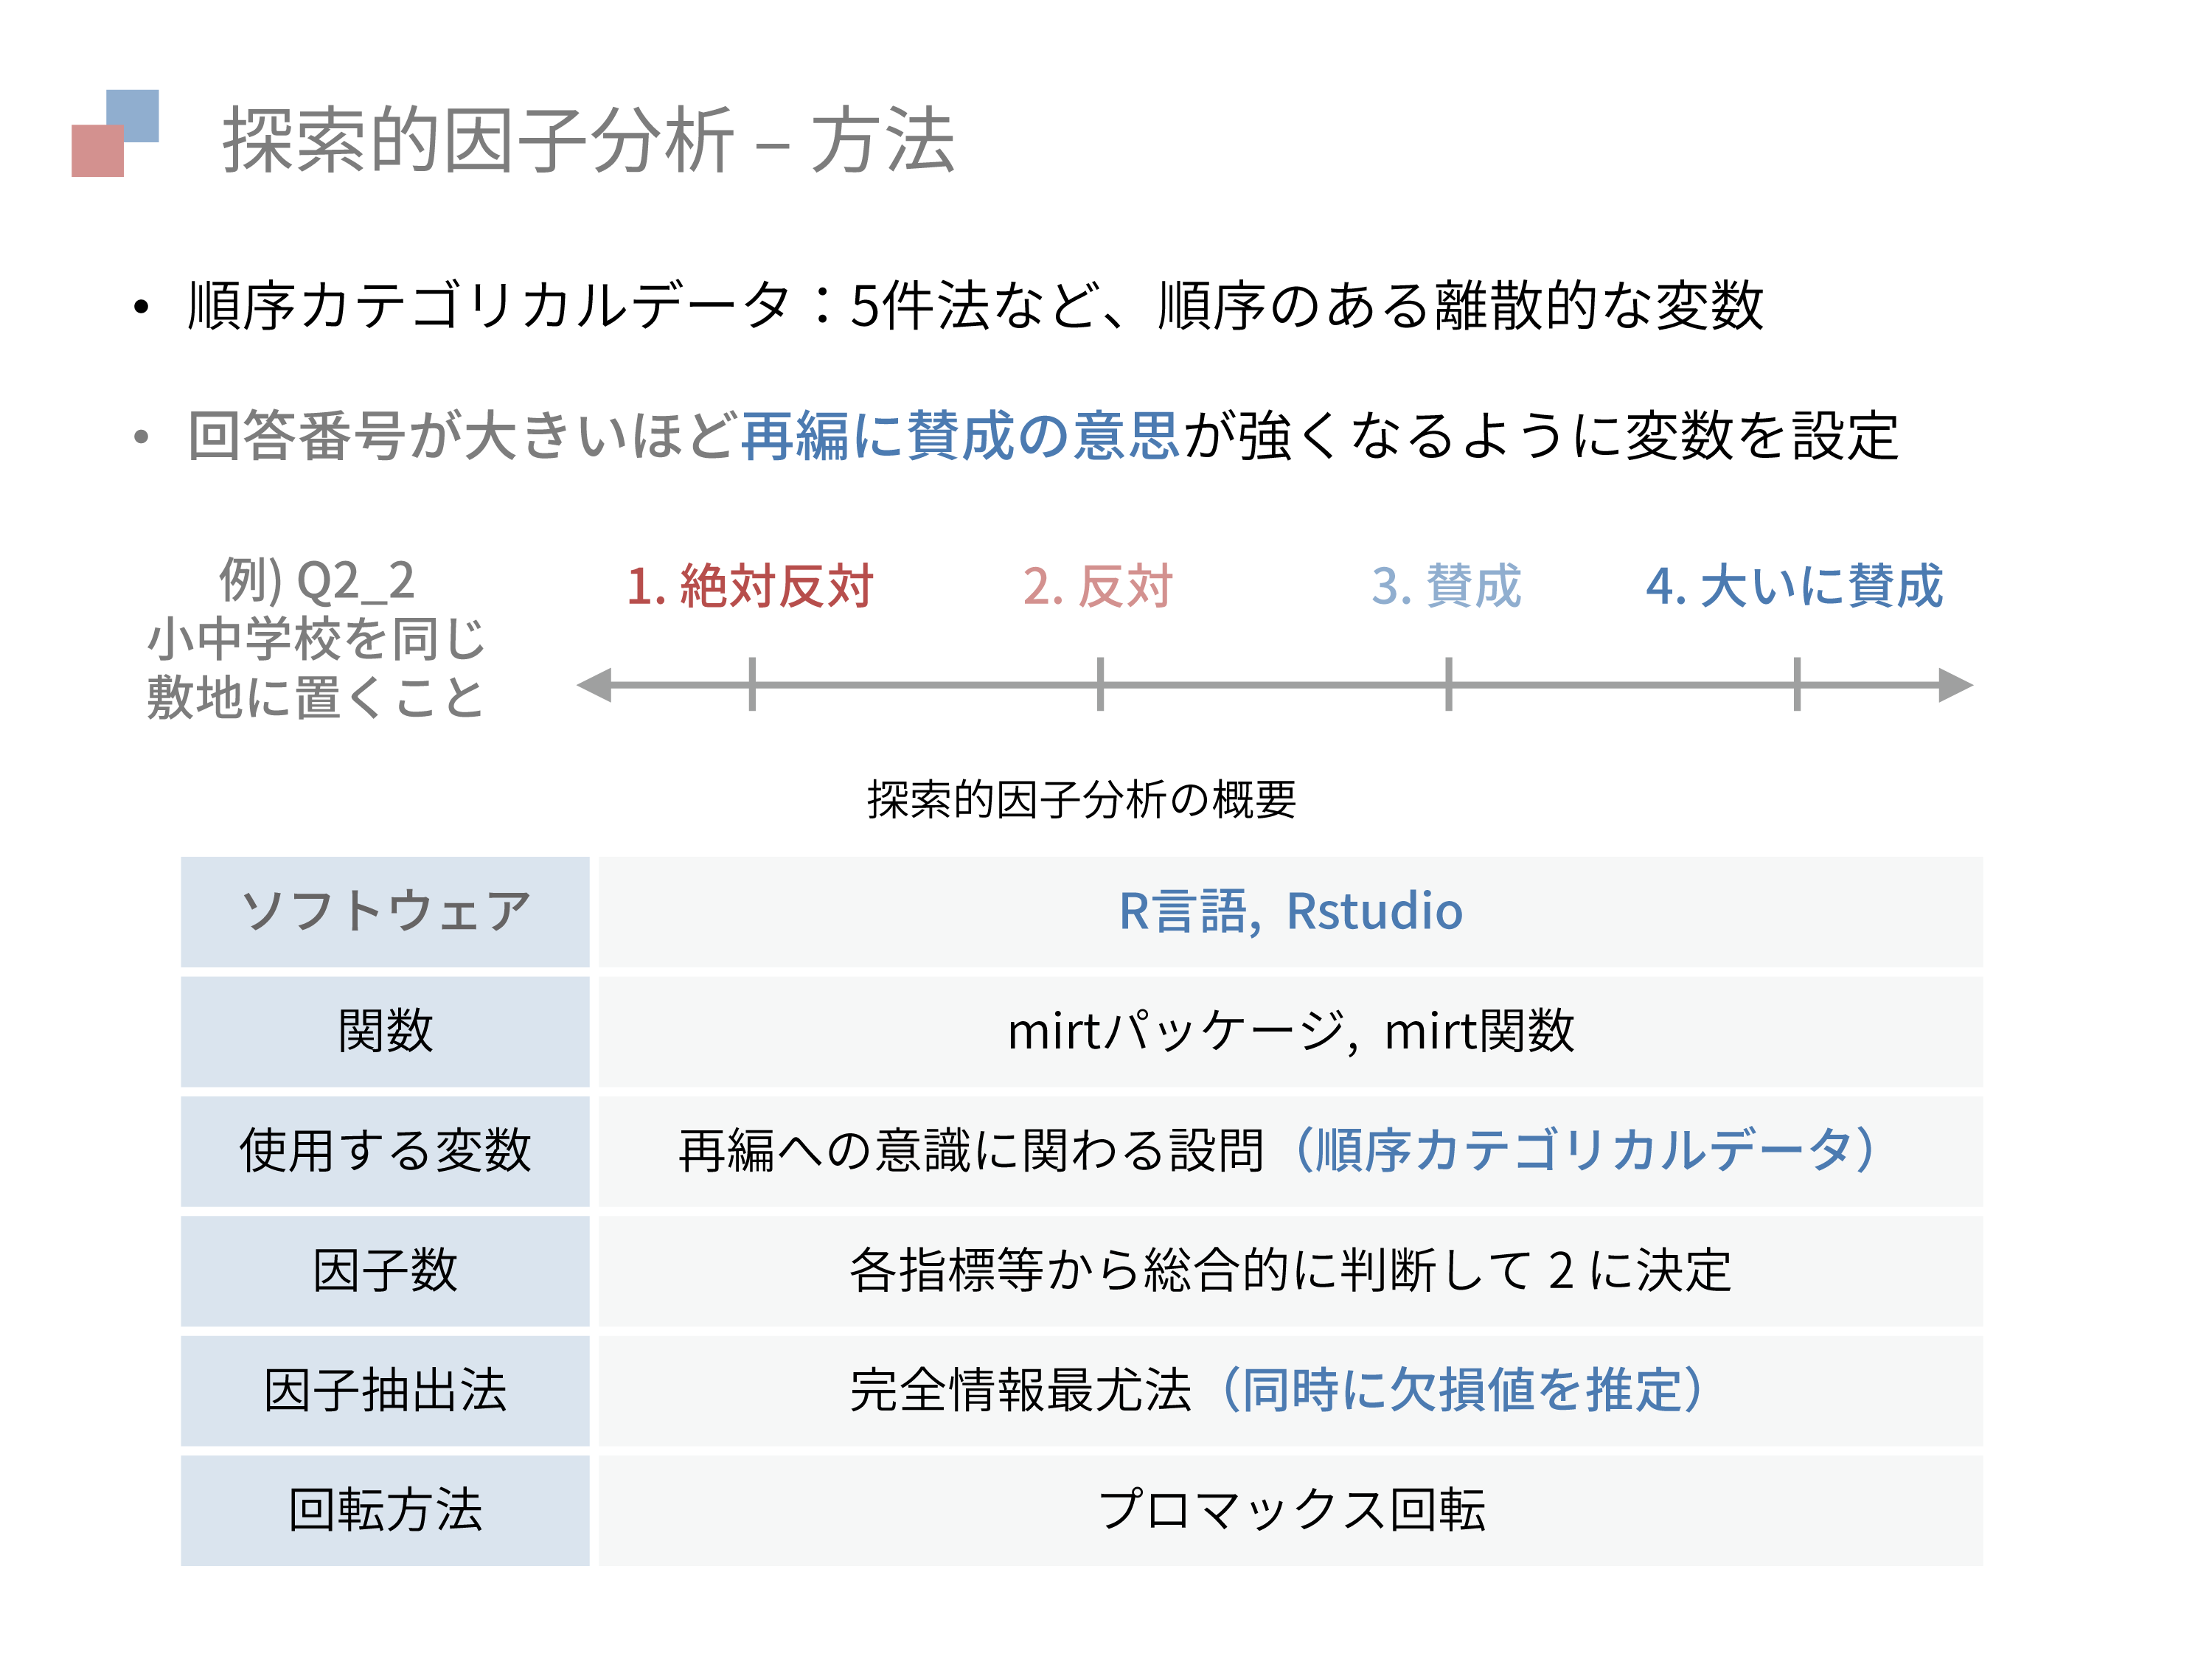 探索的因子分析 – 方法
• 順序カテゴリカルデータ：5件法など、順序のある離散的な変数
• 回答番号が大きいほど再編に賛成の意思が強くなるように変数を設定
例) Q2_2
小中学校を同じ
敷地に置くこと
1. 絶対反対
2. 反対
3. 賛成
4. 大いに賛成
探索的因子分析の概要
ソフトウェア R言語, Rstudio
関数 mirtパッケージ, mirt関数
使用する変数 再編への意識に関わる設問（順序カテゴリカルデータ）
因子数 各指標等から総合的に判断して 2 に決定
因子抽出法 完全情報最尤法（同時に欠損値を推定）
回転方法 プロマックス回転